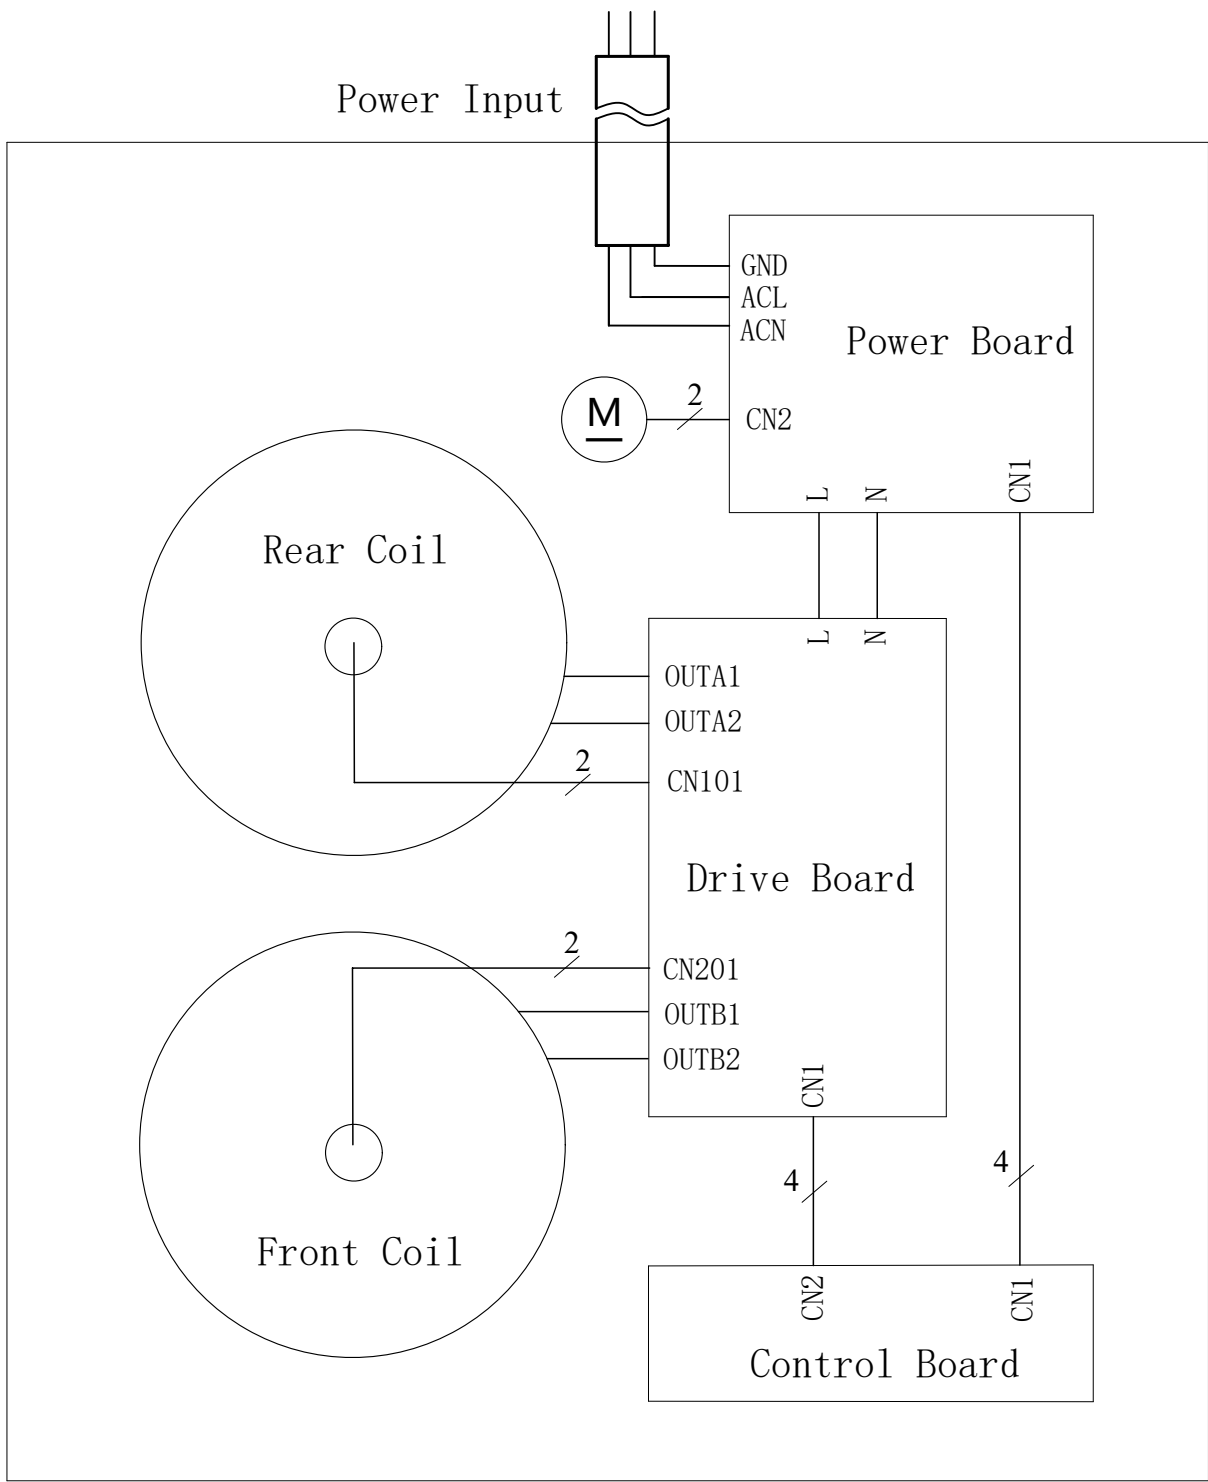 Power Input
GND
ACL
ACN
Power Board
2
CN2
M
L
N
CN1
Rear Coil
L
N
OUTA1
OUTA2
2
CN101
Drive Board
2
CN201
OUTB1
OUTB2
CN1
4
4
Front Coil
CN2
CN1
Control Board